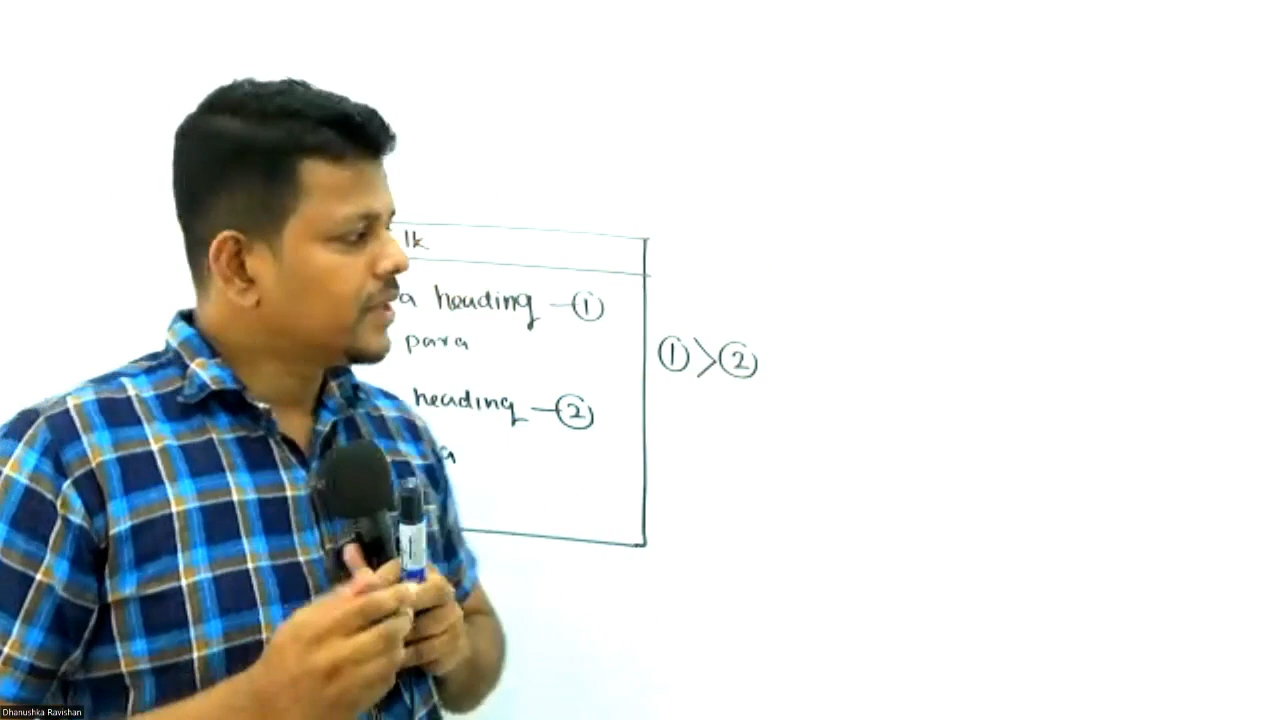 lk
a heading - ①
para
heading - ②
a
① > ②
Dhanushka Ravishan